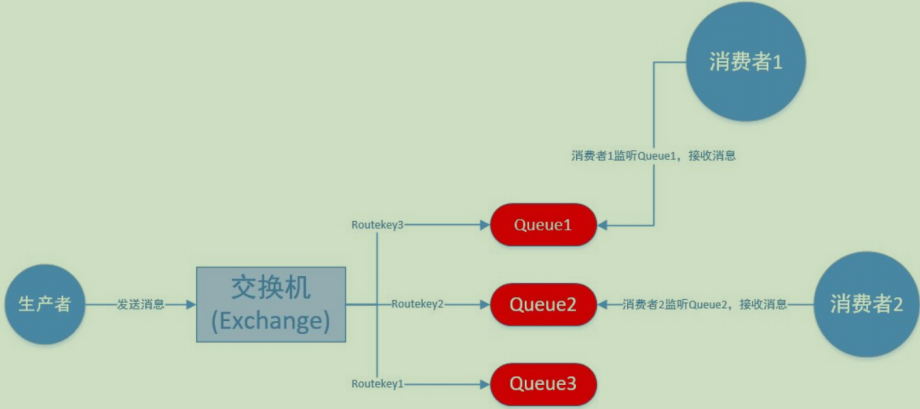 消费者1
消费者1监听Queue1，接收消息
Routekey3
Queue1
生产者
发送消息
交换机
(Exchange)
Routekey2
Queue2
消费者2监听Queue2，接收消息
消费者2
Routekey1
Queue3